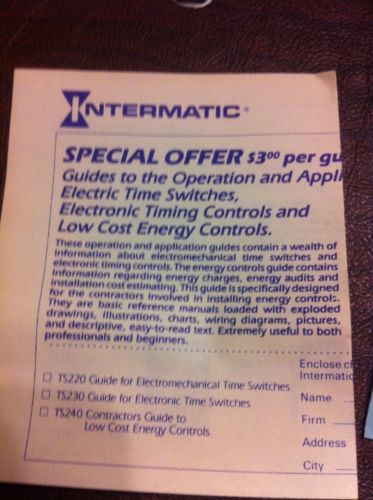 INTERMATIC®
SPECIAL OFFER $3.00 per gu
Guides to the Operation and Appli
Electric Time Switches,
Electronic Timing Controls and
Low Cost Energy Controls.
These operation and application guides contain a wealth of
information about electromechanical time switches and
electronic timing controls. The energy controls guide contains
information regarding energy charges, energy audits and
installation cost estimating. This guide is specifically designed
for the contractors involved in installing energy controls.
They are basic reference manuals loaded with exploded
drawings, illustrations, charts, wiring diagrams, pictures,
and descriptive, easy-to-read text. Extremely useful to both
professionals and beginners.
Enclose ch
Intermatic
☐ TS220 Guide for Electromechanical Time Switches
☐ TS230 Guide for Electronic Time Switches
☐ TS240 Contractors Guide to
Low Cost Energy Controls.
Name
Firm
Address
City